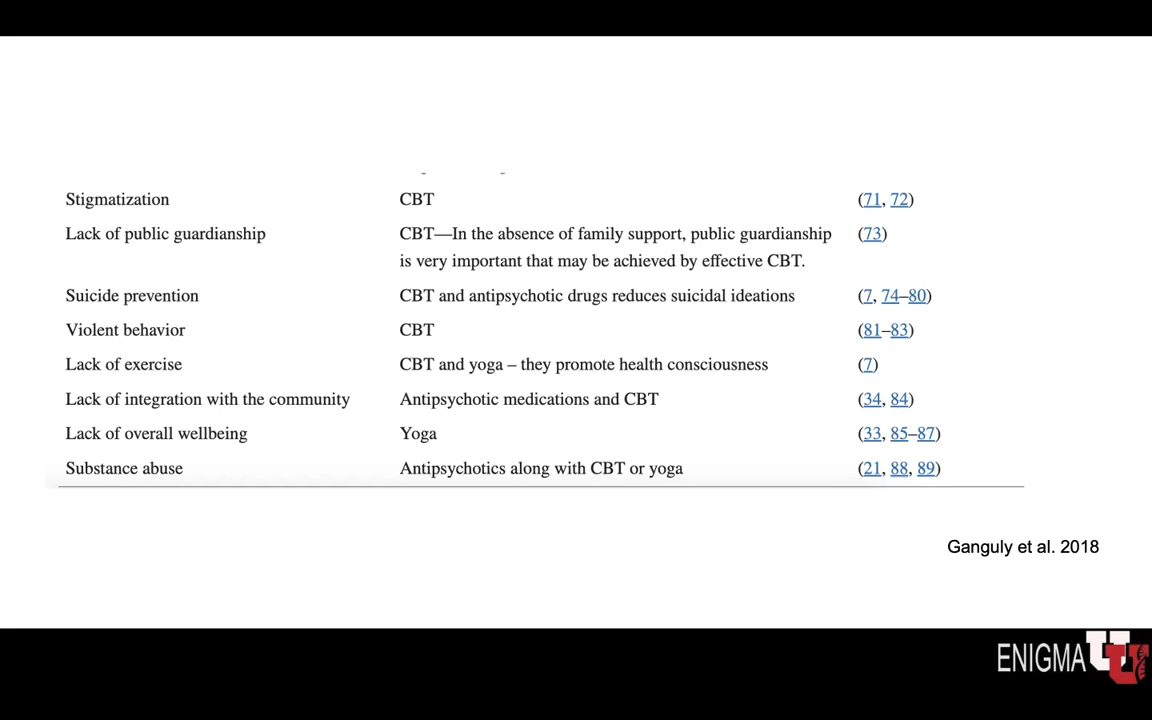 Stigmatization CBT (71, 72)
Lack of public guardianship CBT—In the absence of family support, public guardianship (73)
is very important that may be achieved by effective CBT.
Suicide prevention CBT and antipsychotic drugs reduces suicidal ideations (7, 74–80)
Violent behavior CBT (81–83)
Lack of exercise CBT and yoga – they promote health consciousness (7)
Lack of integration with the community Antipsychotic medications and CBT (34, 84)
Lack of overall wellbeing Yoga (33, 85–87)
Substance abuse Antipsychotics along with CBT or yoga (21, 88, 89)
Ganguly et al. 2018
ENIGMA U